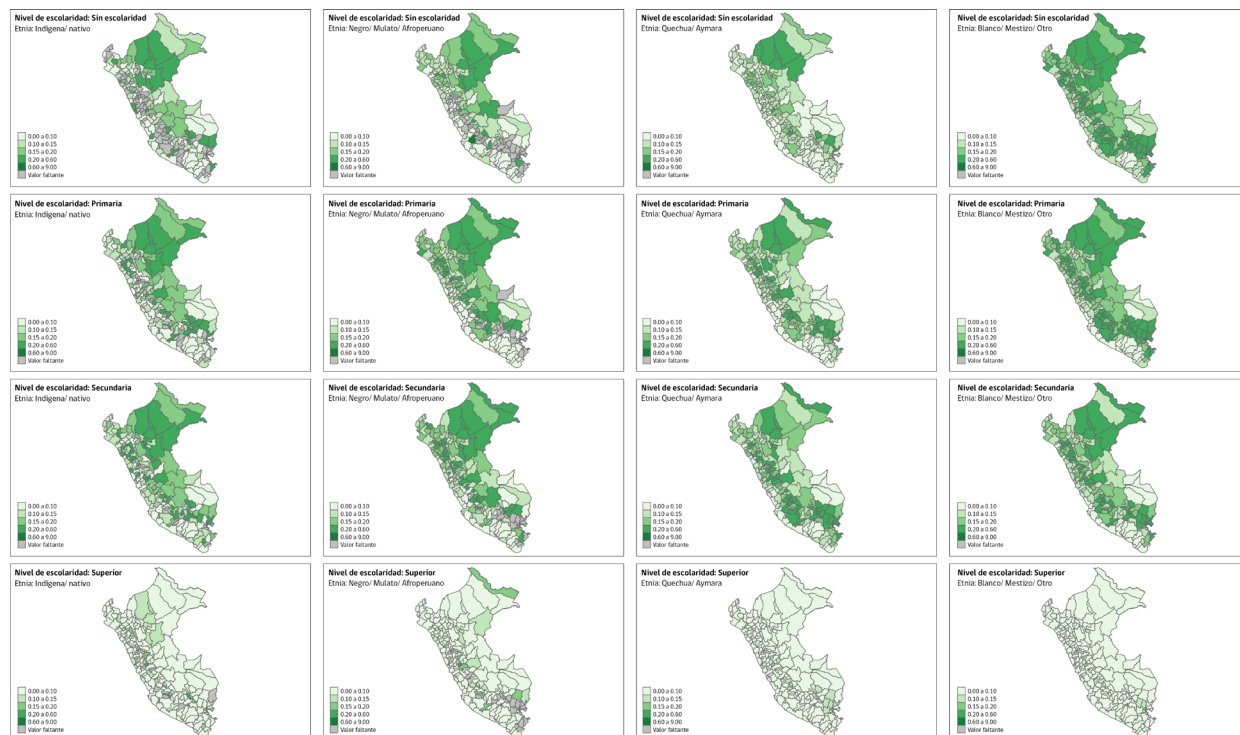 Nivel de escolaridad: Sin escolaridad
Etnia: Indígena/ nativo
0.00 a 0.10
0.10 a 0.15
0.15 a 0.20
0.20 a 0.60
0.60 a 9.00
Valor faltante
Nivel de escolaridad: Sin escolaridad
Etnia: Negro/ Mulato/ Afroperuano
0.00 a 0.10
0.10 a 0.15
0.15 a 0.20
0.20 a 0.60
0.60 a 9.00
Valor faltante
Nivel de escolaridad: Sin escolaridad
Etnia: Quechua/ Aymara
0.00 a 0.10
0.10 a 0.15
0.15 a 0.20
0.20 a 0.60
0.60 a 9.00
Valor faltante
Nivel de escolaridad: Sin escolaridad
Etnia: Blanco/ Mestizo/ Otro
0.00 a 0.10
0.10 a 0.15
0.15 a 0.20
0.20 a 0.60
0.60 a 9.00
Valor faltante
Nivel de escolaridad: Primaria
Etnia: Indígena/ nativo
0.00 a 0.10
0.10 a 0.15
0.15 a 0.20
0.20 a 0.60
0.60 a 9.00
Valor faltante
Nivel de escolaridad: Primaria
Etnia: Negro/ Mulato/ Afroperuano
0.00 a 0.10
0.10 a 0.15
0.15 a 0.20
0.20 a 0.60
0.60 a 9.00
Valor faltante
Nivel de escolaridad: Primaria
Etnia: Quechua/ Aymara
0.00 a 0.10
0.10 a 0.15
0.15 a 0.20
0.20 a 0.60
0.60 a 9.00
Valor faltante
Nivel de escolaridad: Primaria
Etnia: Blanco/ Mestizo/ Otro
0.00 a 0.10
0.10 a 0.15
0.15 a 0.20
0.20 a 0.60
0.60 a 9.00
Valor faltante
Nivel de escolaridad: Secundaria
Etnia: Indígena/ nativo
0.00 a 0.10
0.10 a 0.15
0.15 a 0.20
0.20 a 0.60
0.60 a 9.00
Valor faltante
Nivel de escolaridad: Secundaria
Etnia: Negro/ Mulato/ Afroperuano
0.00 a 0.10
0.10 a 0.15
0.15 a 0.20
0.20 a 0.60
0.60 a 9.00
Valor faltante
Nivel de escolaridad: Secundaria
Etnia: Quechua/ Aymara
0.00 a 0.10
0.10 a 0.15
0.15 a 0.20
0.20 a 0.60
0.60 a 9.00
Valor faltante
Nivel de escolaridad: Secundaria
Etnia: Blanco/ Mestizo/ Otro
0.00 a 0.10
0.10 a 0.15
0.15 a 0.20
0.20 a 0.60
0.60 a 9.00
Valor faltante
Nivel de escolaridad: Superior
Etnia: Indígena/ nativo
0.00 a 0.10
0.10 a 0.15
0.15 a 0.20
0.20 a 0.60
0.60 a 9.00
Valor faltante
Nivel de escolaridad: Superior
Etnia: Negro/ Mulato/ Afroperuano
0.00 a 0.10
0.10 a 0.15
0.15 a 0.20
0.20 a 0.60
0.60 a 9.00
Valor faltante
Nivel de escolaridad: Superior
Etnia: Quechua/ Aymara
0.00 a 0.10
0.10 a 0.15
0.15 a 0.20
0.20 a 0.60
0.60 a 9.00
Valor faltante
Nivel de escolaridad: Superior
Etnia: Blanco/ Mestizo/ Otro
0.00 a 0.10
0.10 a 0.15
0.15 a 0.20
0.20 a 0.60
0.60 a 9.00
Valor faltante